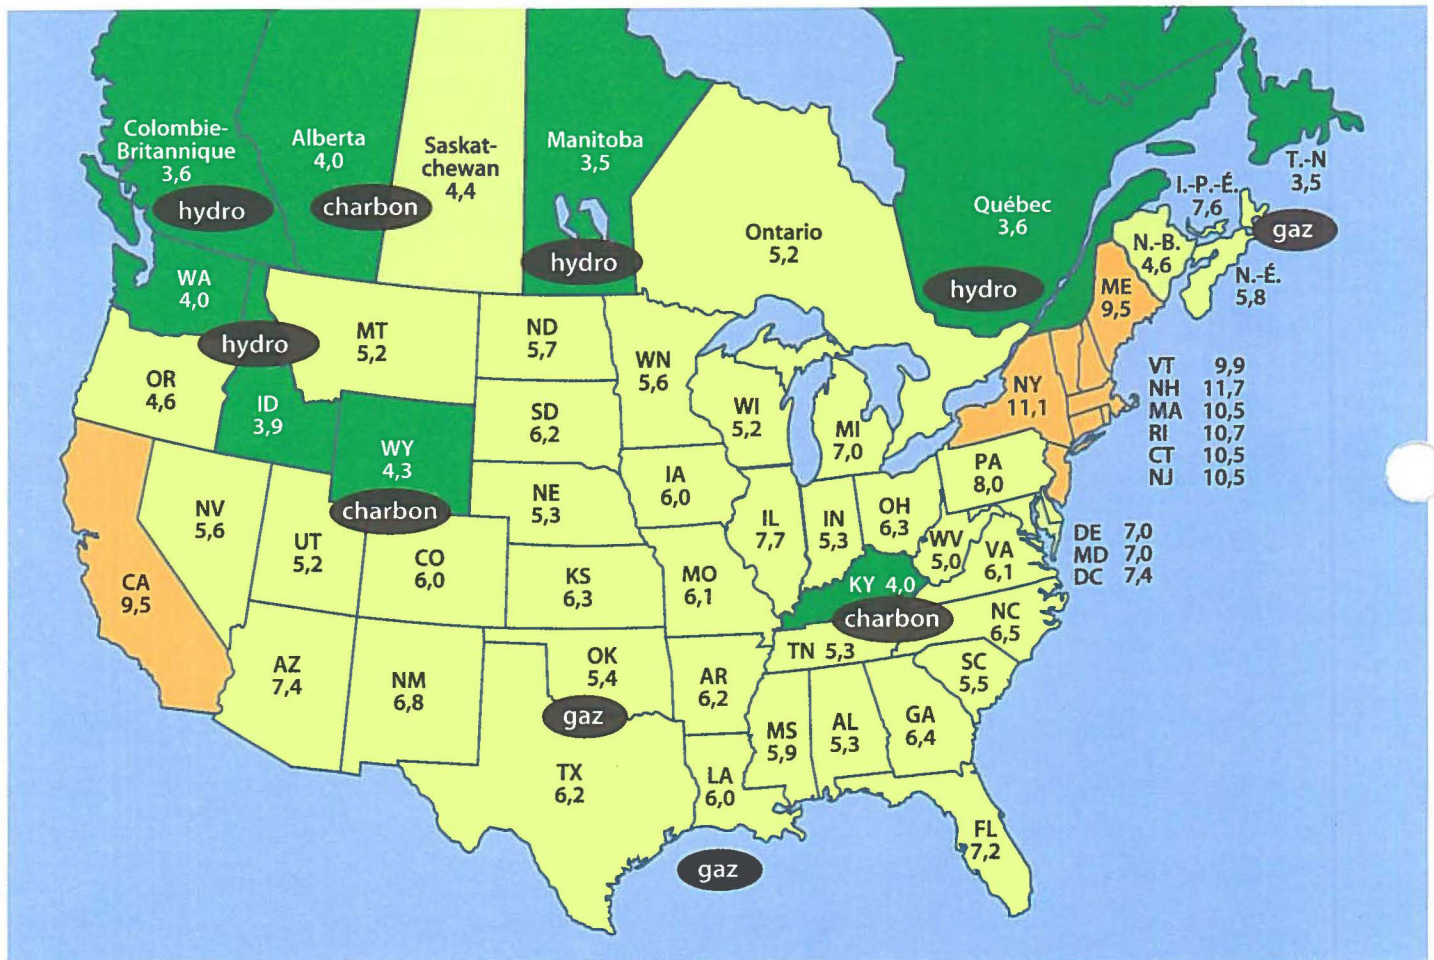 Colombie-
Britannique
3,6
hydro
Alberta
4,0
charbon
Saskat-
chewan
4,4
Manitoba
3,5
hydro
Ontario
5,2
Québec
3,6
hydro
T.-N
3,5
I.-P.-É.
7,6
gaz
N.-B.
4,6
N.-É.
5,8
WA
4,0
hydro
MT
5,2
ND
5,7
WN
5,6
ME
9,5
OR
4,6
ID
3,9
WY
4,3
charbon
SD
6,2
WI
5,2
MI
7,0
NY
11,1
VT 9,9
NH 11,7
MA 10,5
RI 10,7
CT 10,5
NJ 10,5
NV
5,6
UT
5,2
CO
6,0
NE
5,3
IA
6,0
IL
7,7
IN
5,3
OH
6,3
PA
8,0
WV
5,0
VA
6,1
DE 7,0
MD 7,0
DC 7,4
CA
9,5
KS
6,3
MO
6,1
KY 4,0
charbon
NC
6,5
AZ
7,4
NM
6,8
OK
5,4
gaz
AR
6,2
TN 5,3
SC
5,5
TX
6,2
LA
6,0
MS
5,9
AL
5,3
GA
6,4
FL
7,2
gaz